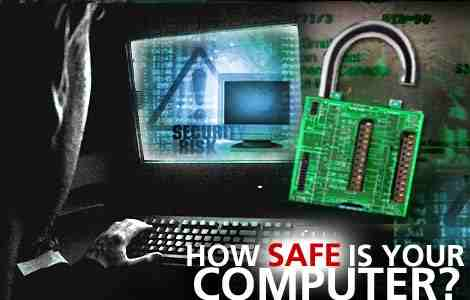 SECURITY
RISK
HOW SAFE IS YOUR
COMPUTER?